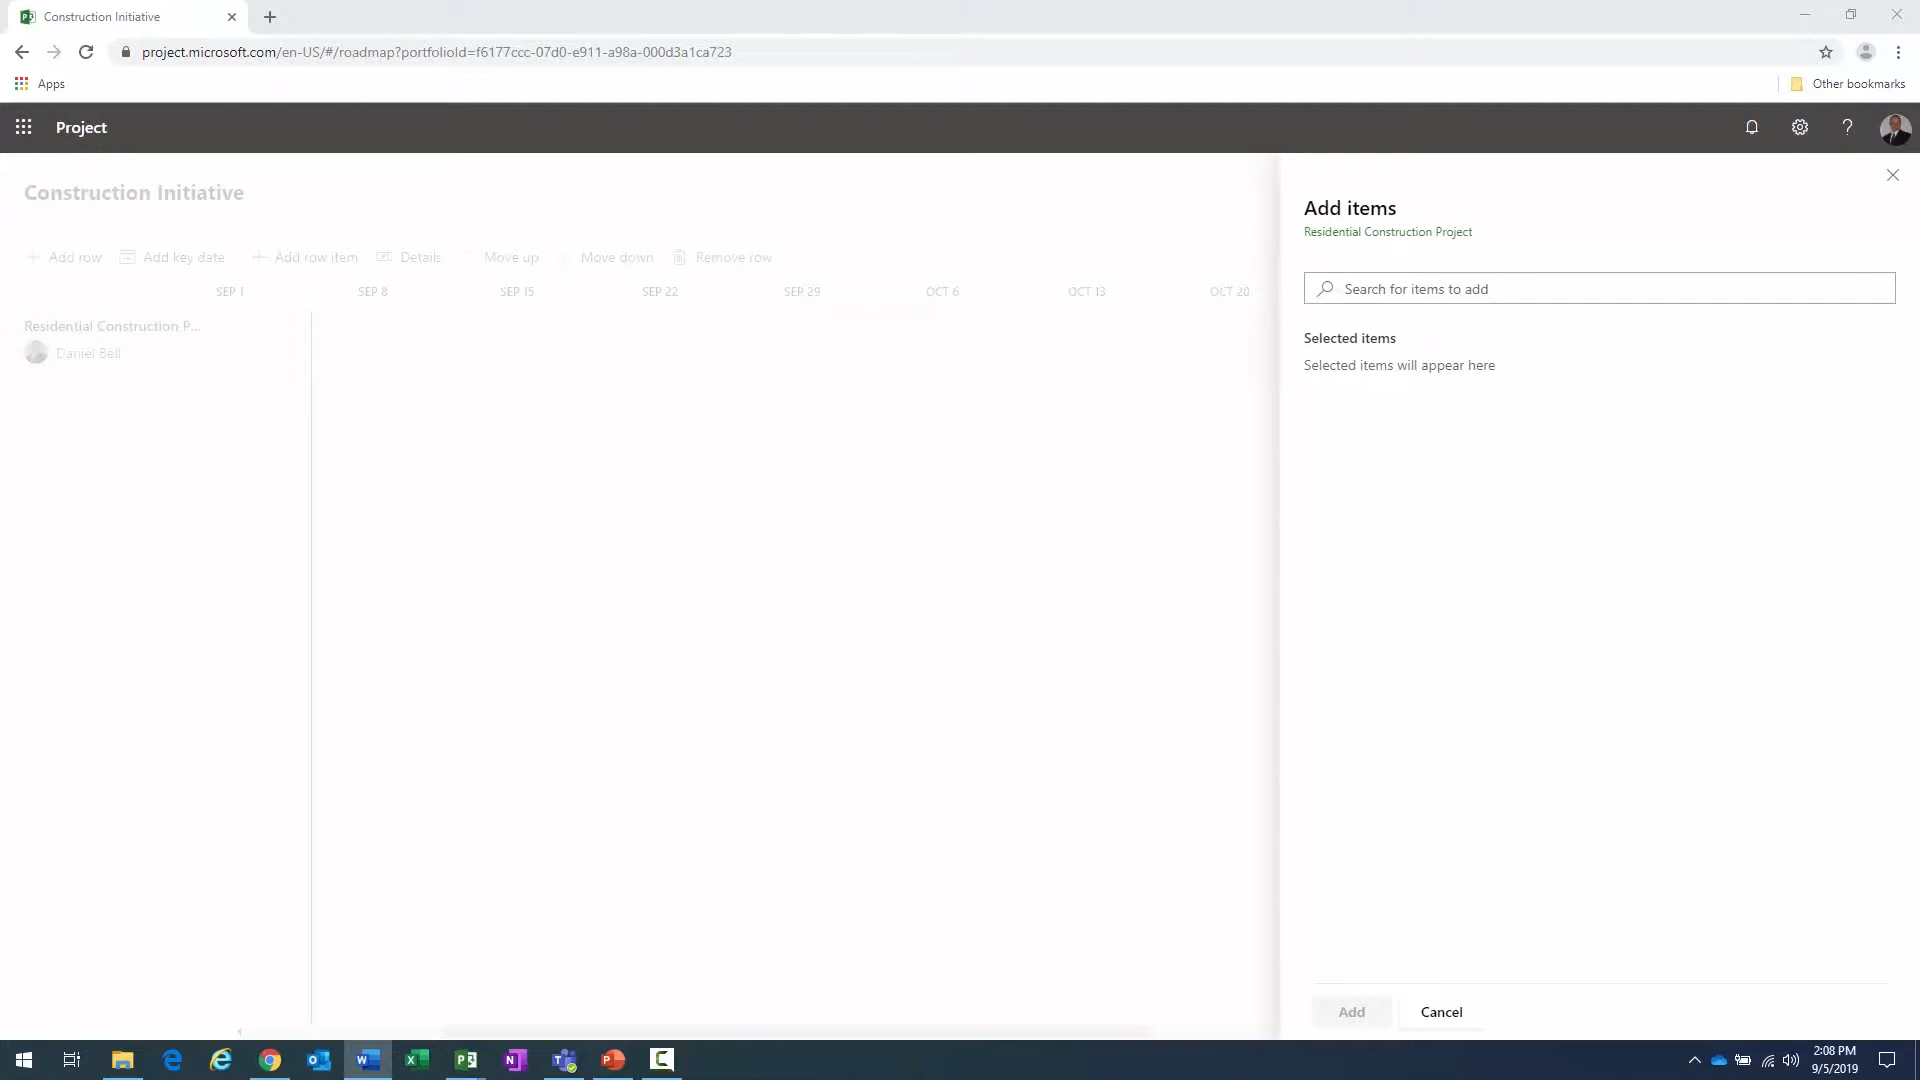 Construction Initiative
project.microsoft.com/en-US/#/roadmap?portfolioId=f6177ccc-07d0-e911-a98a-000d3a1ca723
Apps
Other bookmarks
Project
Construction Initiative
Add row
Add key date
Add row item
Details
Move up
Move down
Remove row
SEP 1
SEP 8
SEP 15
SEP 22
SEP 29
OCT 6
OCT 13
OCT 20
Residential Construction P...
Daniel Bell
Add items
Residential Construction Project
Search for items to add
Selected items
Selected items will appear here
Add
Cancel
2:08 PM
9/5/2019